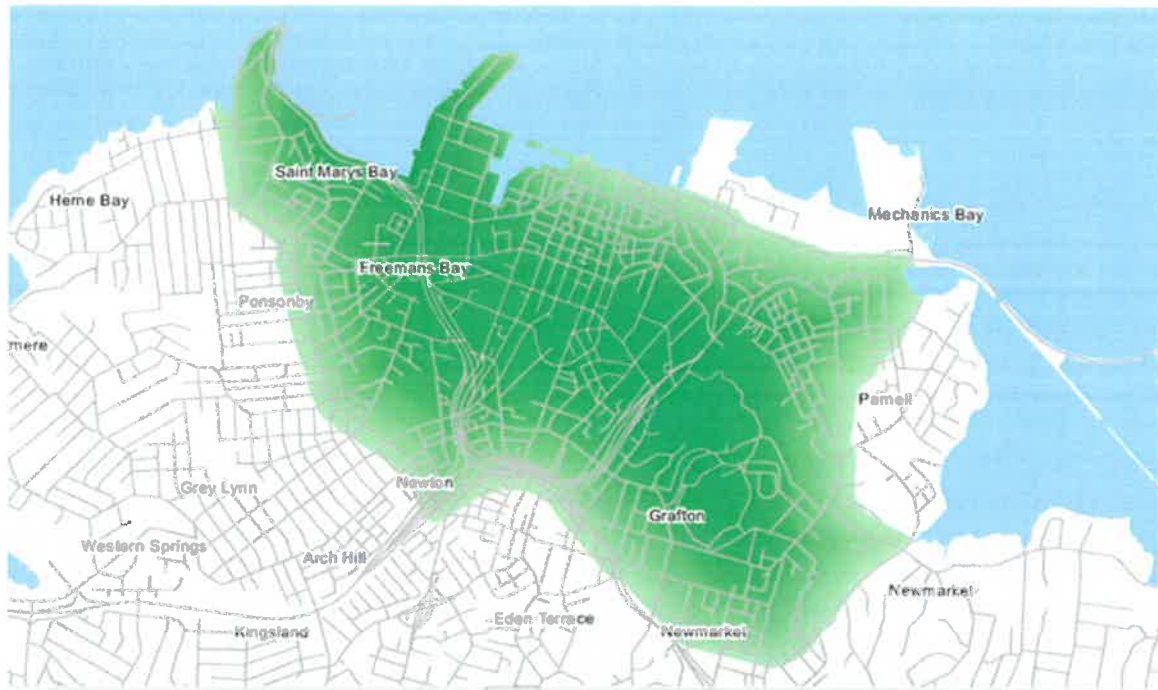 Saint Marys Bay
Herne Bay
Mechanics Bay
Freemans Bay
Ponsonby
mere
Parnell
Newton
Grey Lynn
Grafton
Western Springs
Arch Hill
Newmarket
Eden Terrace
Kingsland
Newmarket